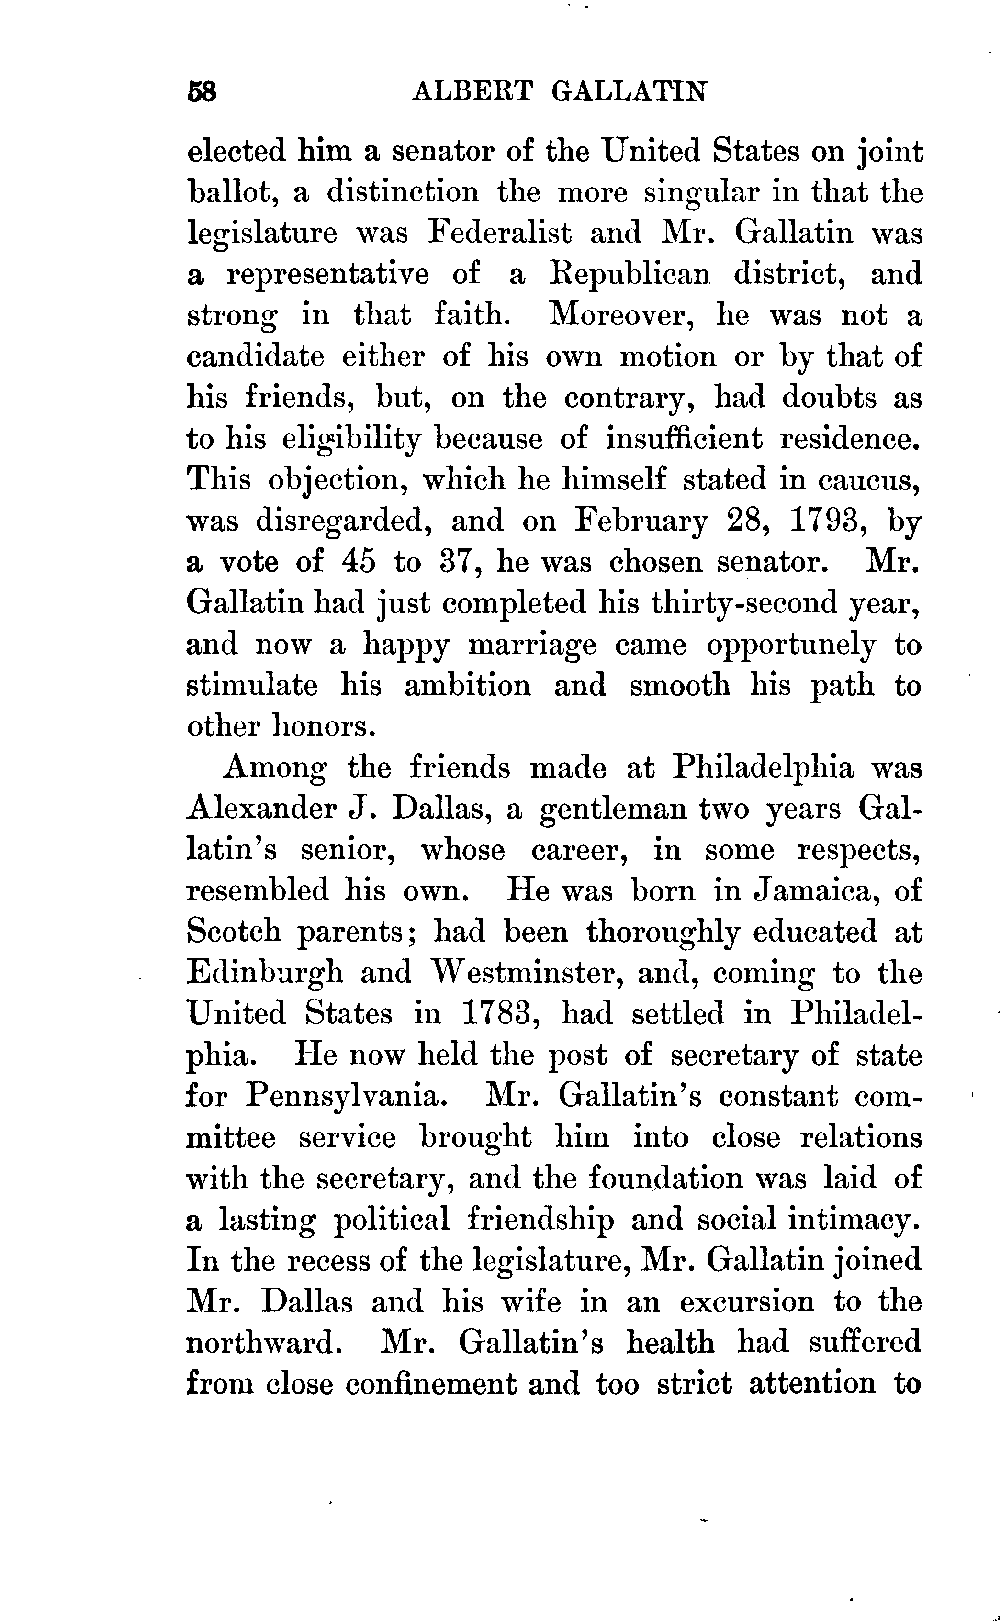 58 ALBERT GALLATIN
elected him a senator of the United States on joint
ballot, a distinction the more singular in that the
legislature was Federalist and Mr. Gallatin was
a representative of a Republican district, and
strong in that faith. Moreover, he was not a
candidate either of his own motion or by that of
his friends, but, on the contrary, had doubts as
to his eligibility because of insufficient residence.
This objection, which he himself stated in caucus,
was disregarded, and on February 28, 1793, by
a vote of 45 to 37, he was chosen senator. Mr.
Gallatin had just completed his thirty-second year,
and now a happy marriage came opportunely to
stimulate his ambition and smooth his path to
other honors.
Among the friends made at Philadelphia was
Alexander J. Dallas, a gentleman two years Gal-
latin's senior, whose career, in some respects,
resembled his own. He was born in Jamaica, of
Scotch parents; had been thoroughly educated at
Edinburgh and Westminster, and, coming to the
United States in 1783, had settled in Philadel-
phia. He now held the post of secretary of state
for Pennsylvania. Mr. Gallatin's constant com-
mittee service brought him into close relations
with the secretary, and the foundation was laid of
a lasting political friendship and social intimacy.
In the recess of the legislature, Mr. Gallatin joined
Mr. Dallas and his wife in an excursion to the
northward. Mr. Gallatin's health had suffered
from close confinement and too strict attention to